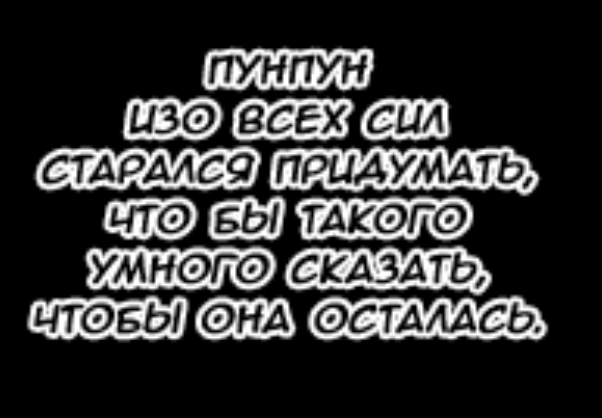 ПУНПУН
ИЗО ВСЕХ СИЛ
СТАРАЛСЯ ПРИДУМАТЬ,
ЧТО БЫ ТАКОГО
УМНОГО СКАЗАТЬ,
ЧТОБЫ ОНА ОСТАЛАСЬ.